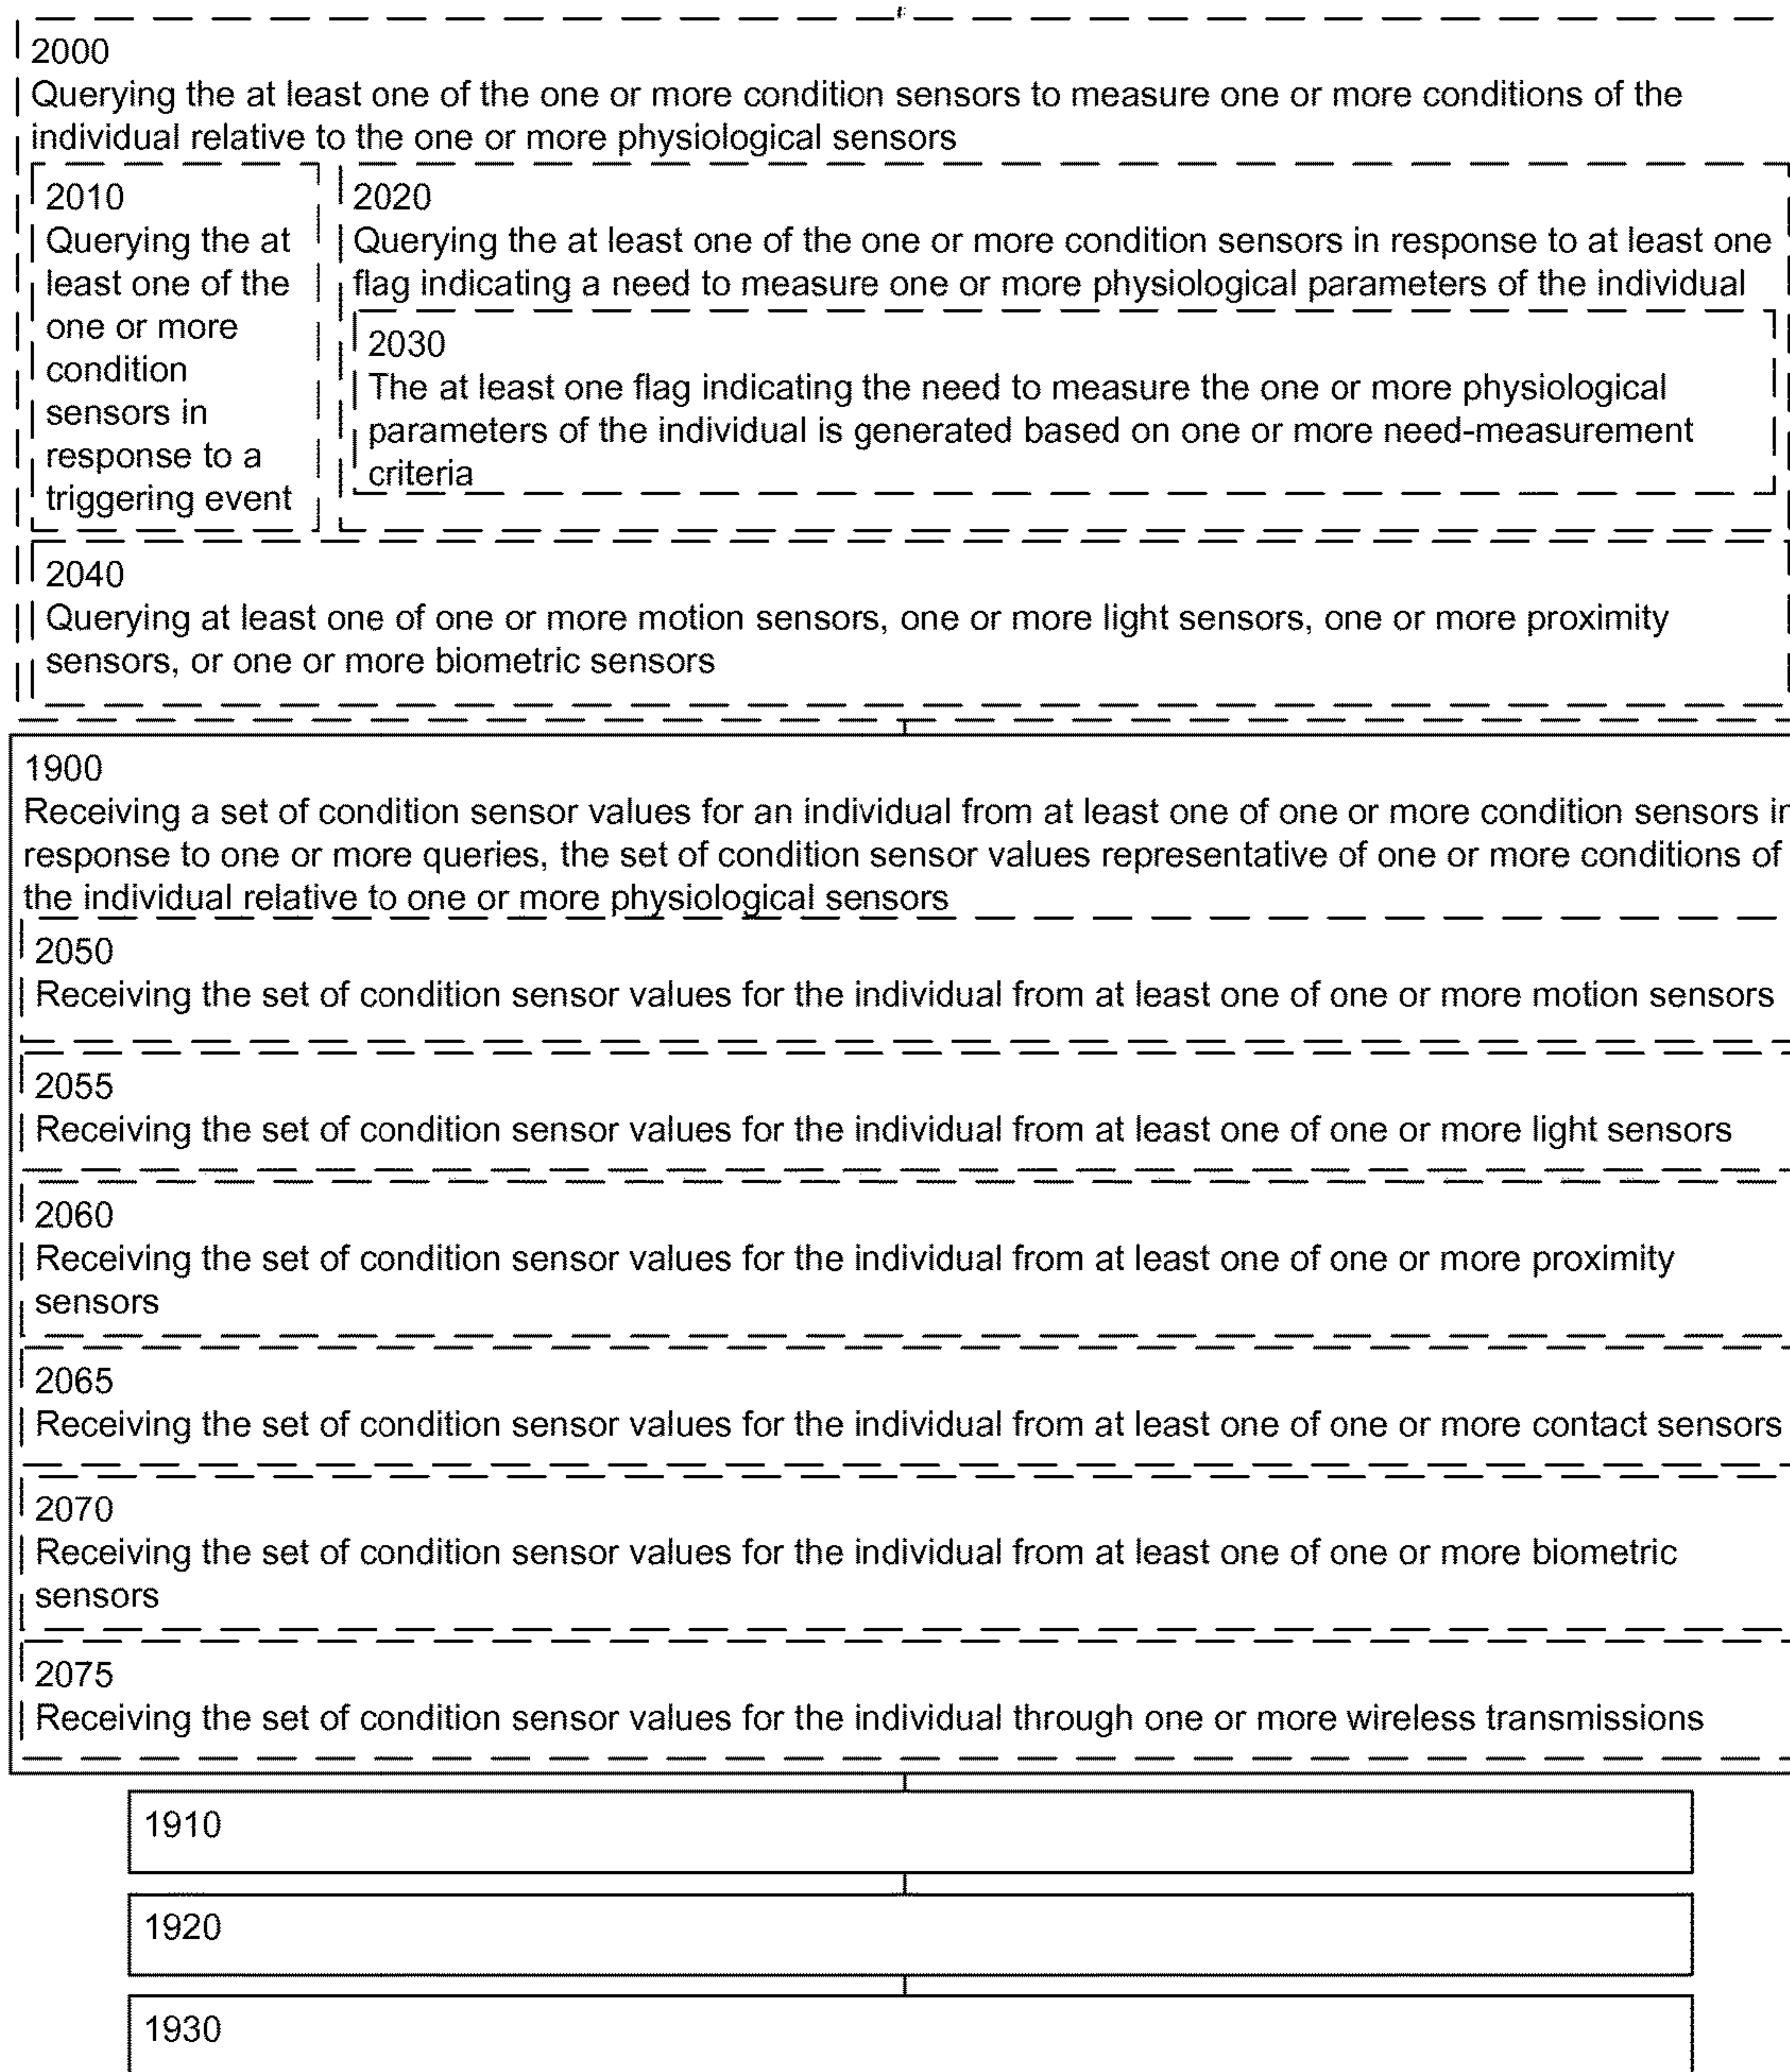 2000
Querying the at least one of the one or more condition sensors to measure one or more conditions of the
individual relative to the one or more physiological sensors
2010
Querying the at
least one of the
one or more
condition
sensors in
response to a
triggering event
2020
Querying the at least one of the one or more condition sensors in response to at least one
flag indicating a need to measure one or more physiological parameters of the individual
2030
The at least one flag indicating the need to measure the one or more physiological
parameters of the individual is generated based on one or more need-measurement
criteria
2040
Querying at least one of one or more motion sensors, one or more light sensors, one or more proximity
sensors, or one or more biometric sensors
1900
Receiving a set of condition sensor values for an individual from at least one of one or more condition sensors in
response to one or more queries, the set of condition sensor values representative of one or more conditions of
the individual relative to one or more physiological sensors
2050
Receiving the set of condition sensor values for the individual from at least one of one or more motion sensors
2055
Receiving the set of condition sensor values for the individual from at least one of one or more light sensors
2060
Receiving the set of condition sensor values for the individual from at least one of one or more proximity
sensors
2065
Receiving the set of condition sensor values for the individual from at least one of one or more contact sensors
2070
Receiving the set of condition sensor values for the individual from at least one of one or more biometric
sensors
2075
Receiving the set of condition sensor values for the individual through one or more wireless transmissions
1910
1920
1930